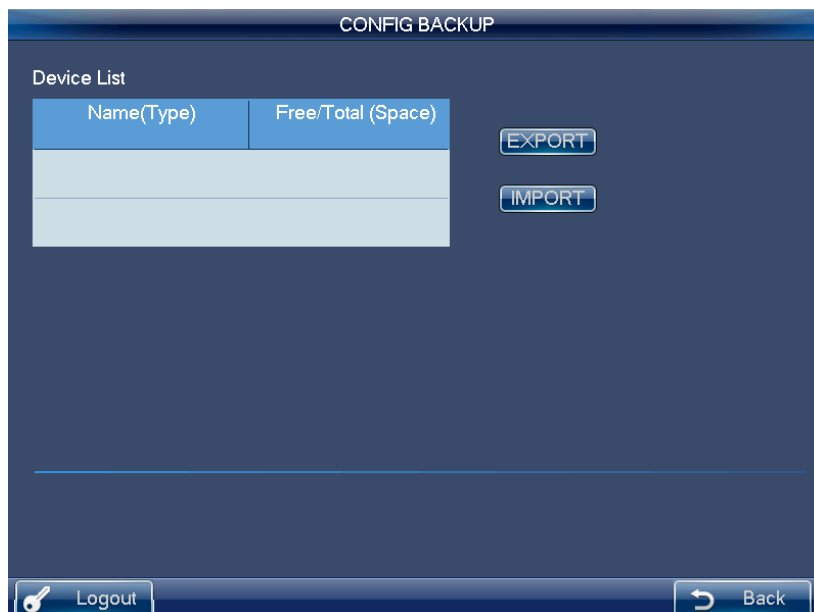 CONFIG BACKUP
Device List
Name(Type) Free/Total (Space)
EXPORT
IMPORT
Logout Back